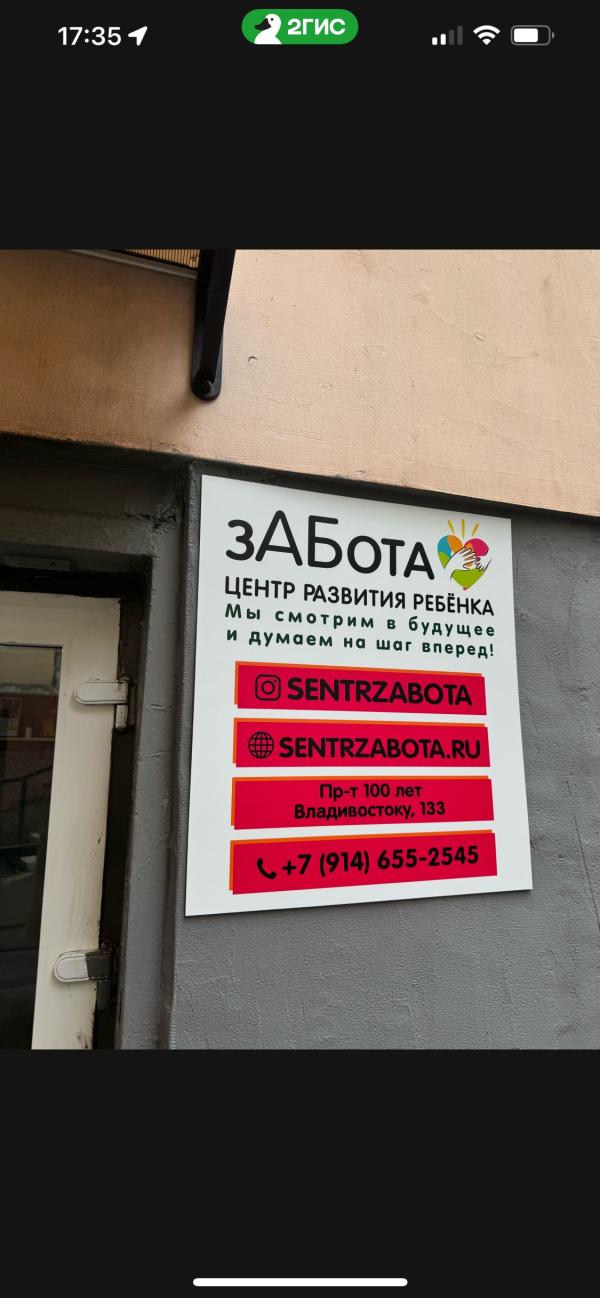 17:35
2ГИС
зАБотА
ЦЕНТР РАЗВИТИЯ РЕБЁНКА
Мы смотрим в будущее
и думаем на шаг вперед!
SENTRZABOTA
SENTRZABOTA.RU
Пр-т 100 лет
Владивостоку, 133
+7 (914) 655-2545